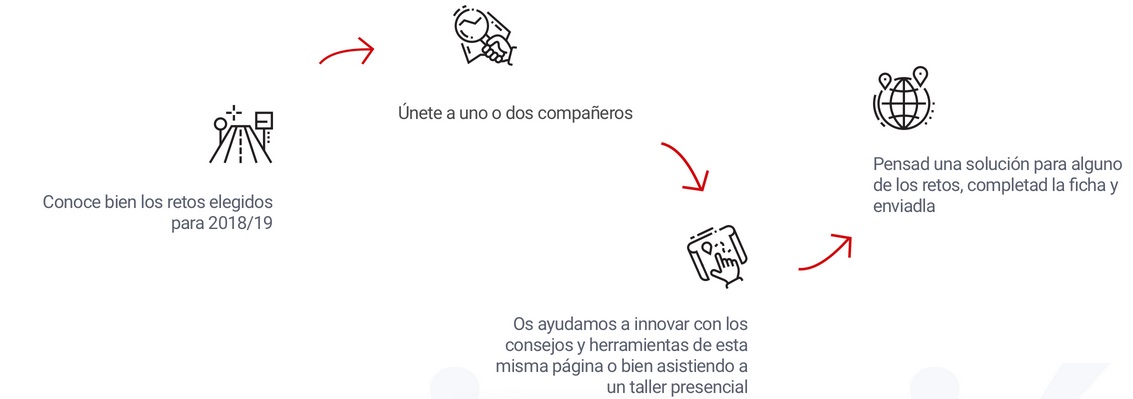 Conoce bien los retos elegidos
para 2018/19
Únete a uno o dos compañeros
Os ayudamos a innovar con los
consejos y herramientas de esta
misma página o bien asistiendo a
un taller presencial
Pensad una solución para alguno
de los retos, completad la ficha y
enviadla